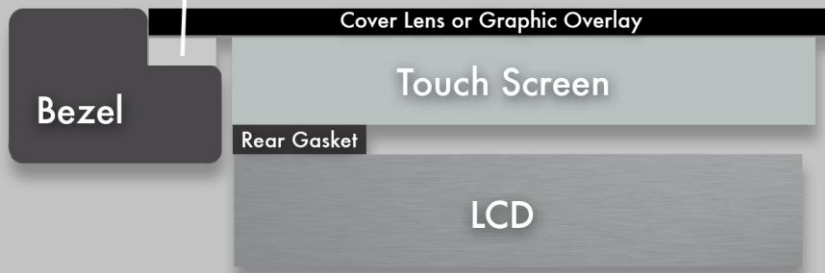 Cover Lens or Graphic Overlay
Touch Screen
Bezel
Rear Gasket
LCD